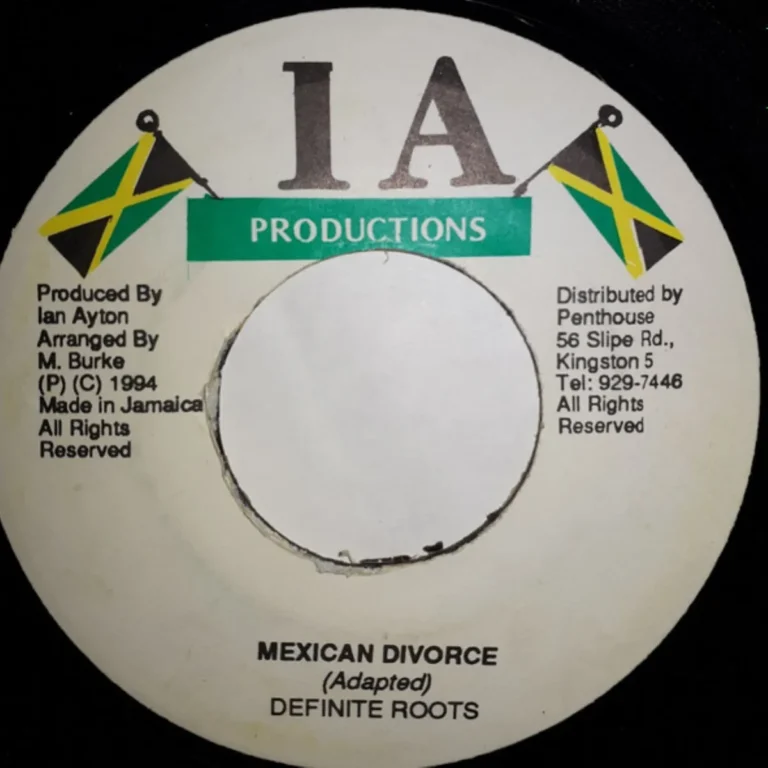 I A
PRODUCTIONS
Produced By
Ian Ayton
Arranged By
M. Burke
(P) (C) 1994
Made in Jamaica
All Rights
Reserved
Distributed by
Penthouse
56 Slipe Rd.,
Kingston 5
Tel: 929-7446
All Rights
Reserved
MEXICAN DIVORCE
(Adapted)
DEFINITE ROOTS